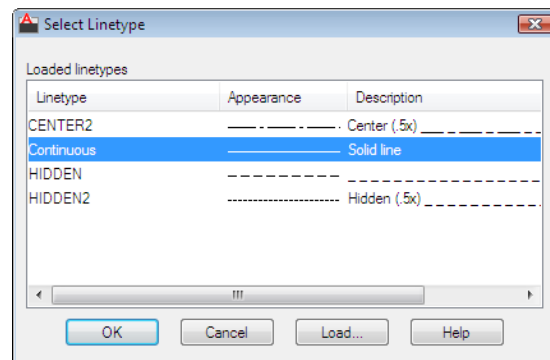 Select Linetype
Loaded linetypes
Linetype Appearance Description
CENTER2 Center (.5x)
Continuous Solid line
HIDDEN
HIDDEN2 Hidden (.5x)
OK Cancel Load... Help